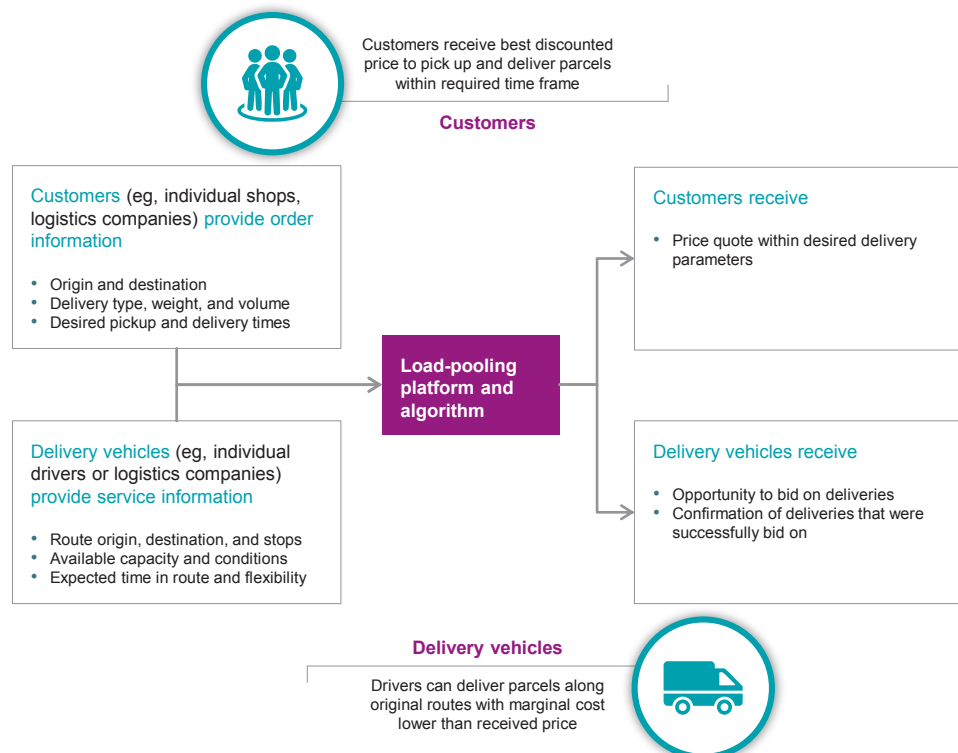 Customers receive best discounted
price to pick up and deliver parcels
within required time frame
Customers
Customers (eg, individual shops,
logistics companies) provide order
information
• Origin and destination
• Delivery type, weight, and volume
• Desired pickup and delivery times
Customers receive
• Price quote within desired delivery
parameters
Load-pooling
platform and
algorithm
Delivery vehicles (eg, individual
drivers or logistics companies)
provide service information
• Route origin, destination, and stops
• Available capacity and conditions
• Expected time in route and flexibility
Delivery vehicles receive
• Opportunity to bid on deliveries
• Confirmation of deliveries that were
successfully bid on
Delivery vehicles
Drivers can deliver parcels along
original routes with marginal cost
lower than received price